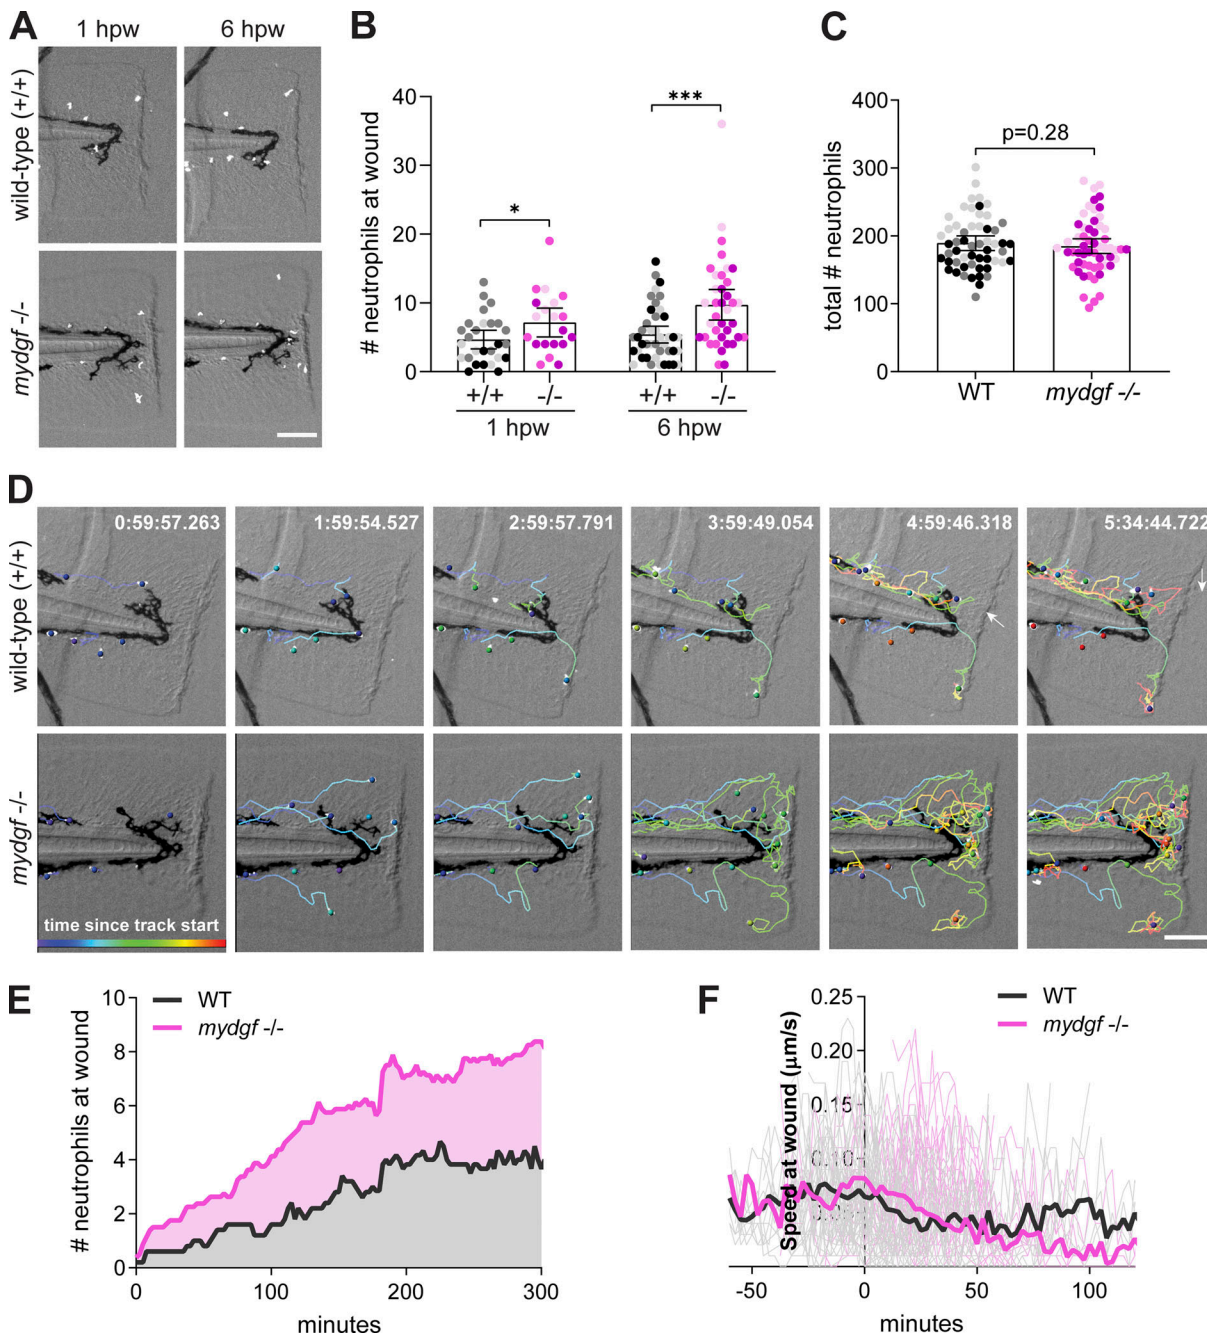 A
1 hpw
6 hpw
wild-type (+/+)
mydgf -/-
B
# neutrophils at wound
40
30
20
10
0
*
***
+/+
-/-
+/+
-/-
1 hpw
6 hpw
C
total # neutrophils
400
300
200
100
0
p=0.28
WT
mydgf -/-
D
wild-type (+/+)
0:59:57.263
1:59:54.527
2:59:57.791
3:59:49.054
4:59:46.318
5:34:44.722
mydgf -/-
time since track start
E
WT
mydgf -/-
# neutrophils at wound
10
8
6
4
2
0
0
100
200
300
minutes
F
WT
mydgf -/-
Speed at wound (µm/s)
0.25
0.20
0.15
0.10
-50
0
50
100
minutes